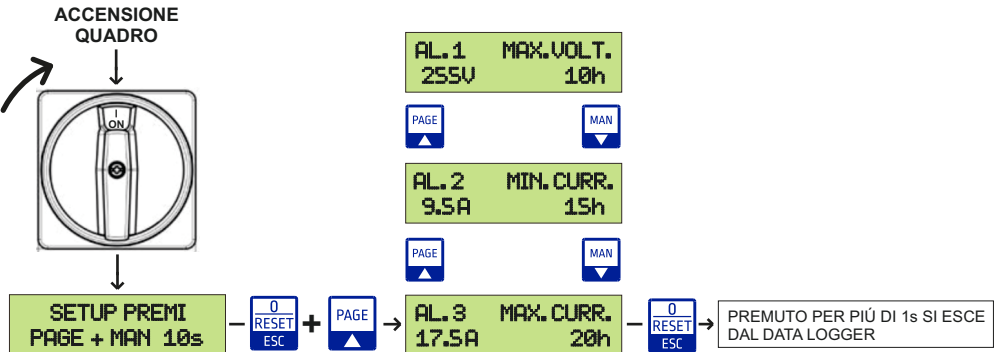 ACCENSIONE
QUADRO
I
ON
SETUP PREMI
PAGE + MAN 10s
0
RESET
ESC
+
PAGE
AL.1 MAX.VOLT.
255V 10h
PAGE
MAN
AL.2 MIN.CURR.
9.5A 15h
PAGE
MAN
AL.3 MAX.CURR.
17.5A 20h
0
RESET
ESC
PREMUTO PER PIÚ DI 1s SI ESCE
DAL DATA LOGGER